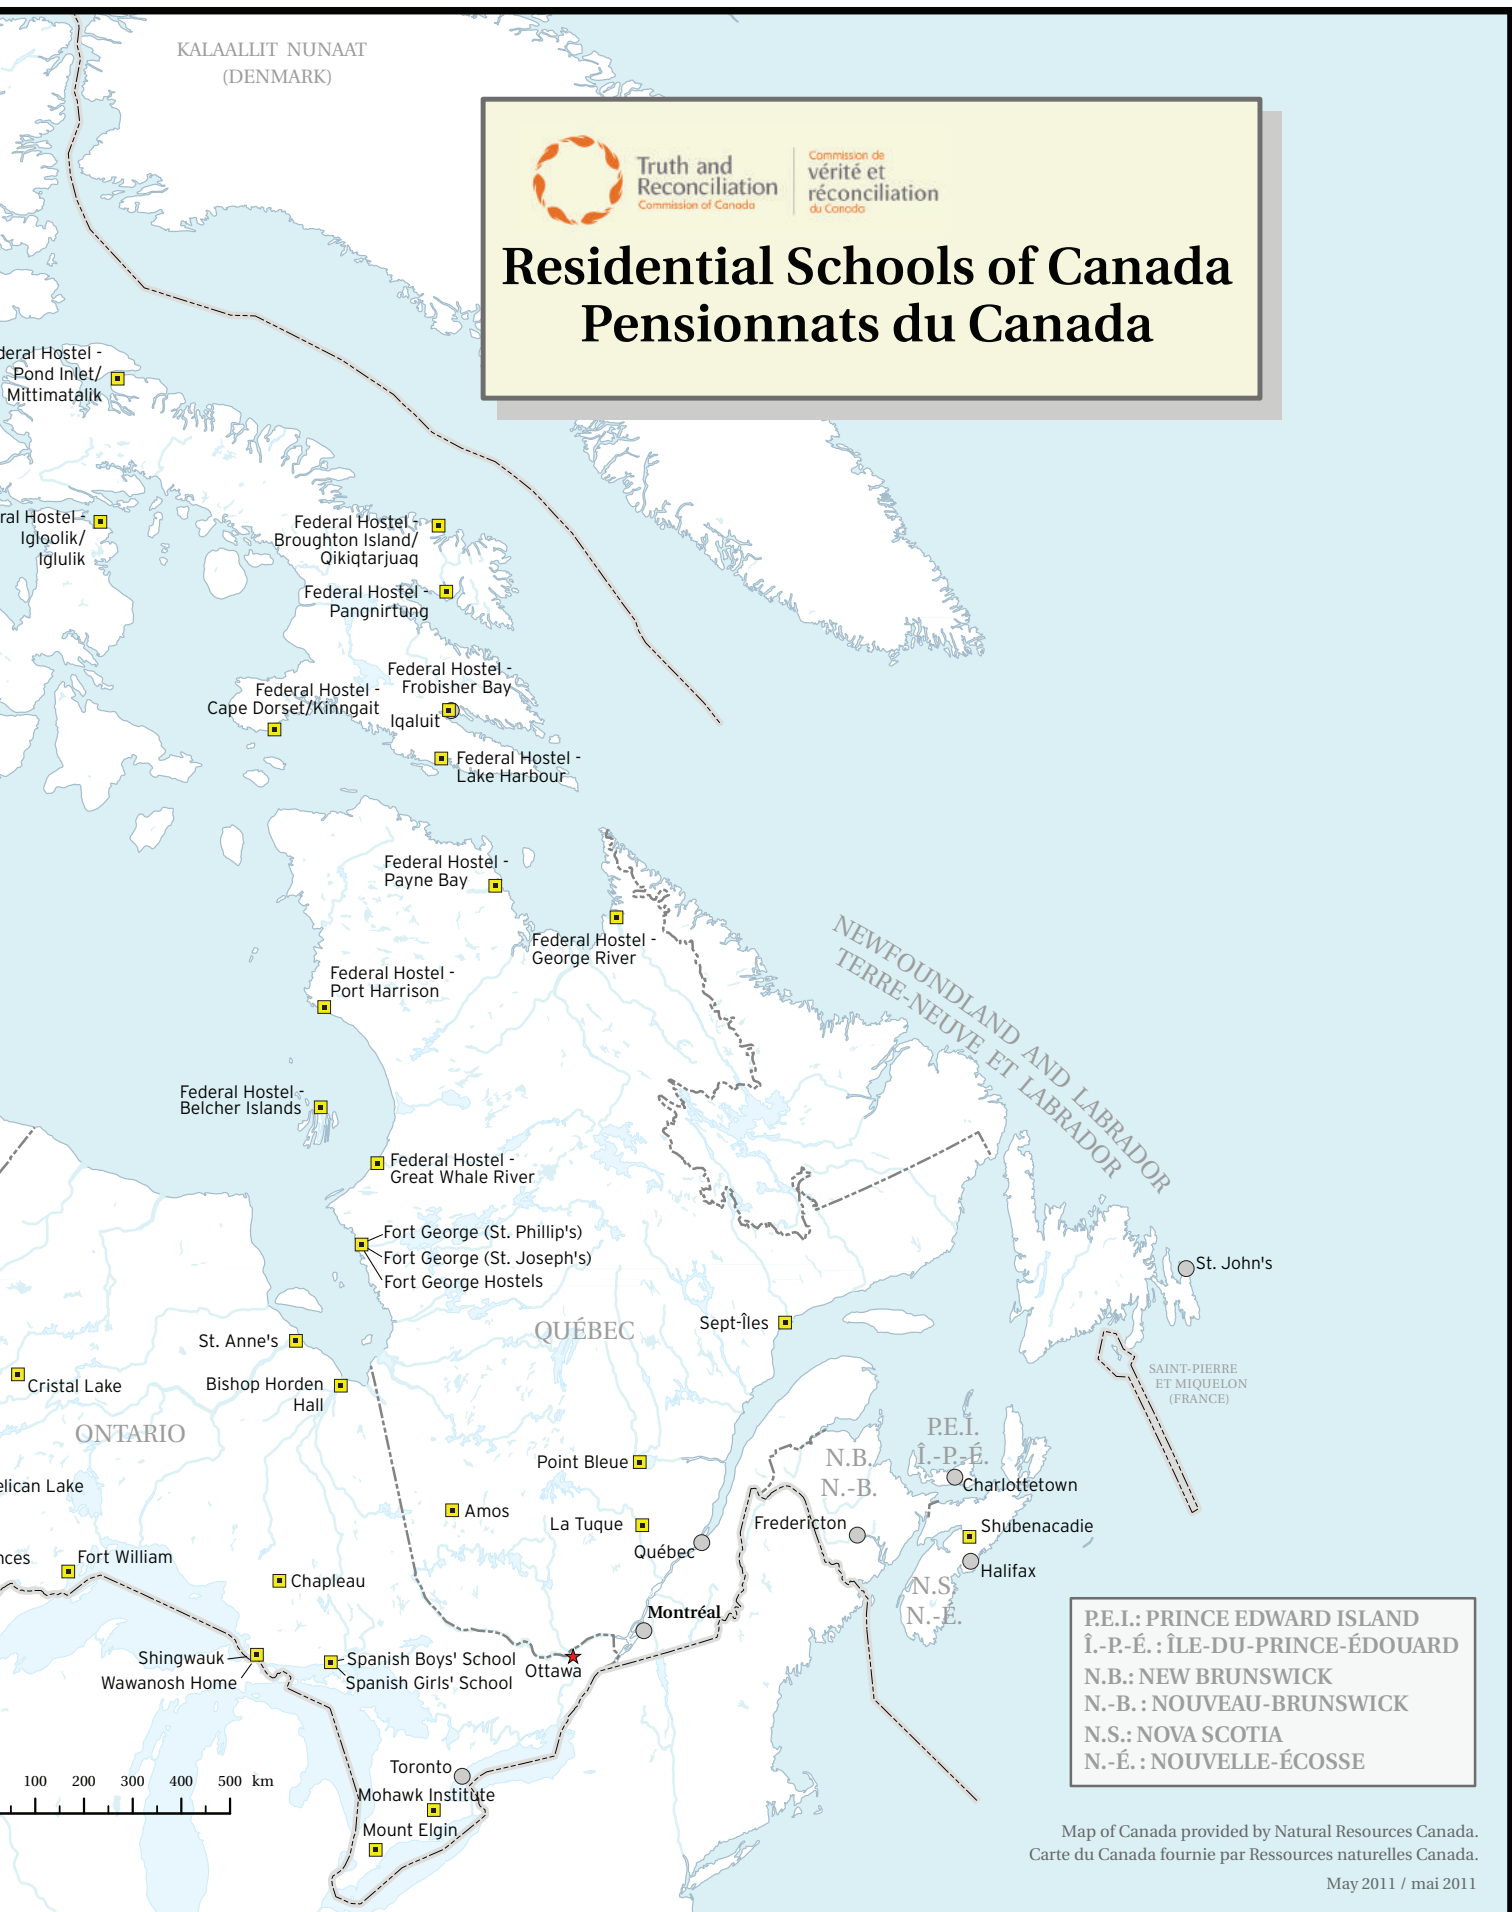 KALAALLIT NUNAAT
(DENMARK)
Truth and
Reconciliation
Commission of Canada
Commission de
vérité et
réconciliation
du Canada
Residential Schools of Canada
Pensionnats du Canada
deral Hostel -
Pond Inlet/
Mittimatalik
ral Hostel -
Igloolik/
Iglulik
Federal Hostel -
Broughton Island/
Qikiqtarjuaq
Federal Hostel -
Pangnirtung
Federal Hostel -
Frobisher Bay
Federal Hostel -
Cape Dorset/Kinngait
Iqaluit
Federal Hostel -
Lake Harbour
Federal Hostel -
Payne Bay
Federal Hostel -
George River
Federal Hostel -
Port Harrison
NEWFOUNDLAND AND LABRADOR
TERRE-NEUVE ET LABRADOR
Federal Hostel -
Belcher Islands
Federal Hostel -
Great Whale River
Fort George (St. Phillip's)
Fort George (St. Joseph's)
Fort George Hostels
St. John's
QUÉBEC
Sept-Îles
St. Anne's
SAINT-PIERRE
ET MIQUELON
(FRANCE)
Cristal Lake
Bishop Horden
Hall
ONTARIO
P.E.I.
Î.-P.-É.
N.B.
N.-B.
Point Bleue
Charlottetown
elican Lake
Amos
La Tuque
Fredericton
Shubenacadie
Québec
nces
Fort William
Chapleau
Halifax
N.S.
N.-É.
Montréal
Shingwauk
Wawanosh Home
Spanish Boys' School
Spanish Girls' School
Ottawa
P.E.I.: PRINCE EDWARD ISLAND
Î.-P.-É. : ÎLE-DU-PRINCE-ÉDOUARD
N.B.: NEW BRUNSWICK
N.-B. : NOUVEAU-BRUNSWICK
N.S.: NOVA SCOTIA
N.-É. : NOUVELLE-ÉCOSSE
Toronto
100 200 300 400 500 km
Mohawk Institute
Mount Elgin
Map of Canada provided by Natural Resources Canada.
Carte du Canada fournie par Ressources naturelles Canada.
May 2011 / mai 2011